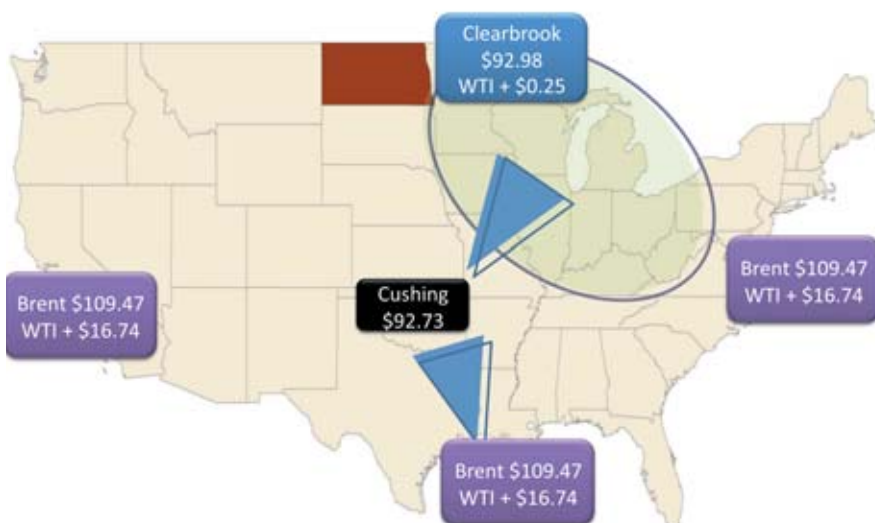 Clearbrook
$92.98
WTI + $0.25
Brent $109.47
WTI + $16.74
Cushing
$92.73
Brent $109.47
WTI + $16.74
Brent $109.47
WTI + $16.74